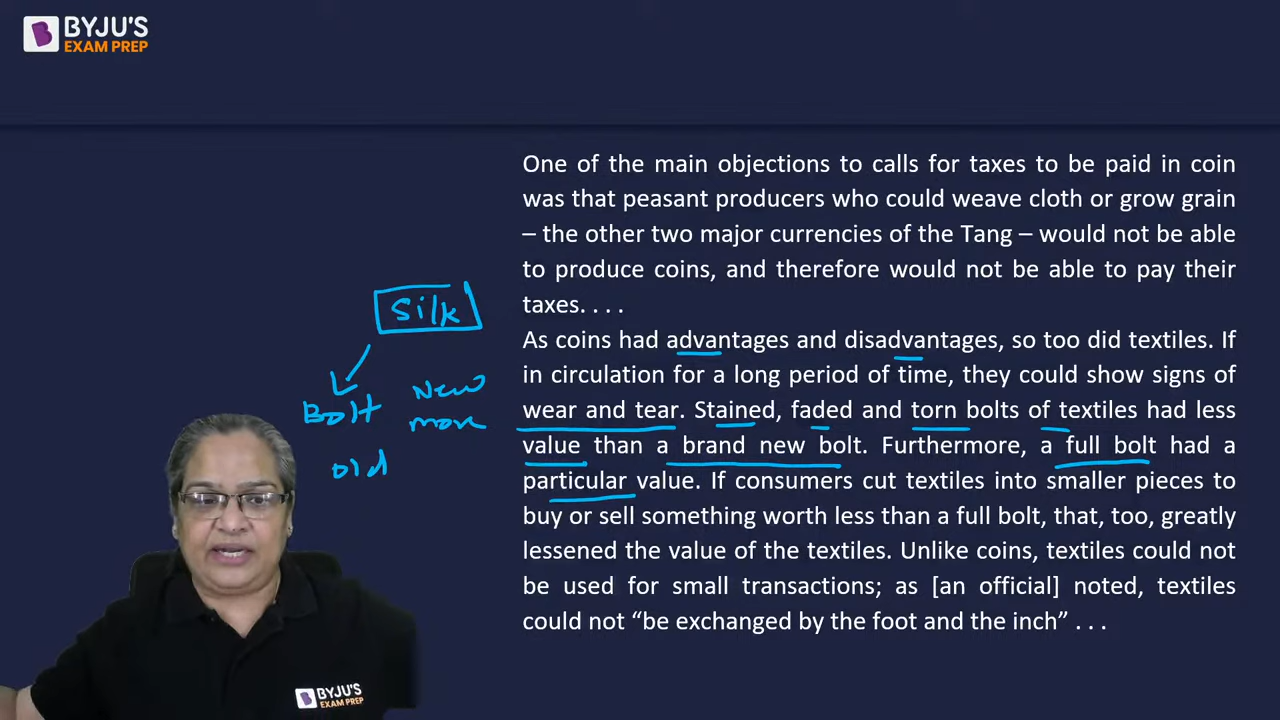 BYJU'S
EXAM PREP
One of the main objections to calls for taxes to be paid in coin
was that peasant producers who could weave cloth or grow grain
– the other two major currencies of the Tang – would not be able
to produce coins, and therefore would not be able to pay their
taxes. . . .
As coins had advantages and disadvantages, so too did textiles. If
in circulation for a long period of time, they could show signs of
wear and tear. Stained, faded and torn bolts of textiles had less
value than a brand new bolt. Furthermore, a full bolt had a
particular value. If consumers cut textiles into smaller pieces to
buy or sell something worth less than a full bolt, that, too, greatly
lessened the value of the textiles. Unlike coins, textiles could not
be used for small transactions; as [an official] noted, textiles
could not “be exchanged by the foot and the inch” . . .
Silk
Bolt New
more
old
BYJU'S
EXAM PREP